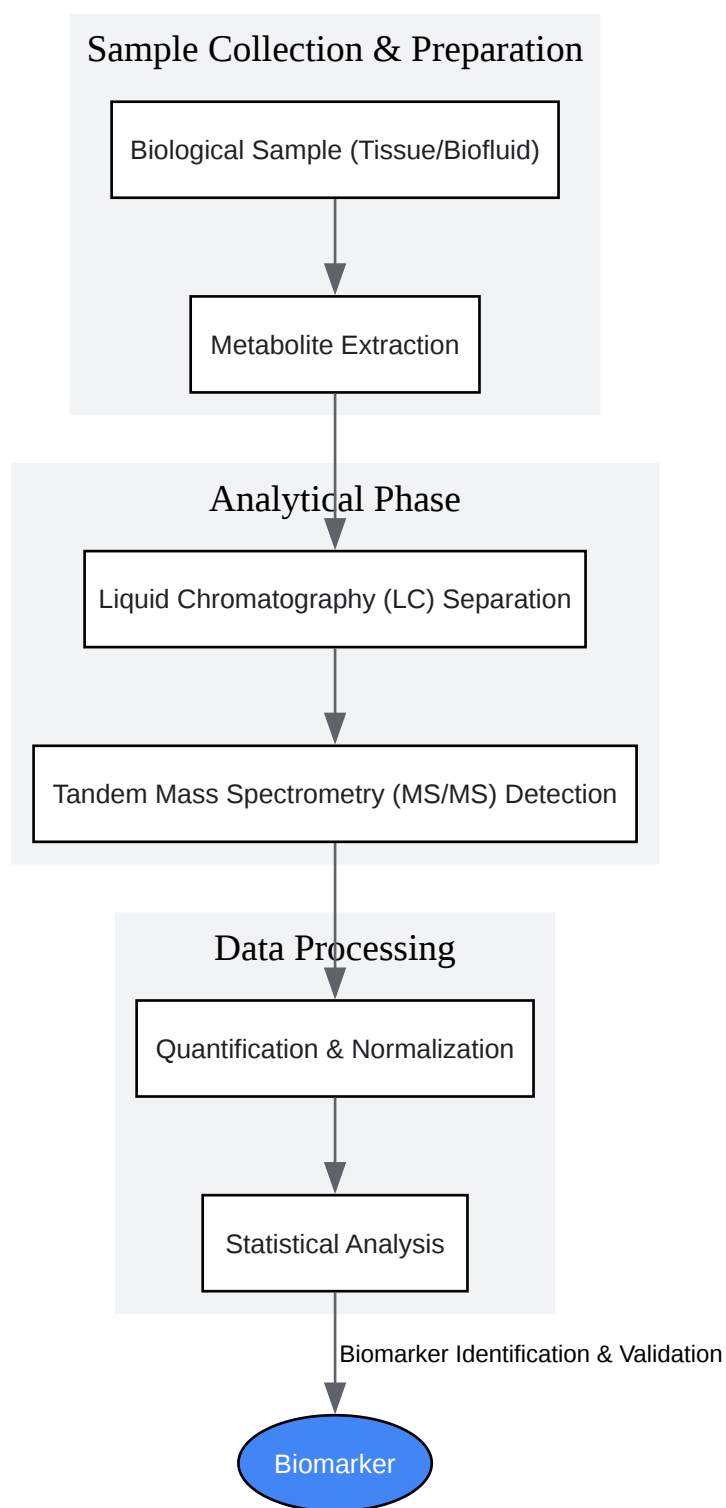 Sample Collection & Preparation
Biological Sample (Tissue/Biofluid)
Metabolite Extraction
Analytical Phase
Liquid Chromatography (LC) Separation
Tandem Mass Spectrometry (MS/MS) Detection
Data Processing
Quantification & Normalization
Statistical Analysis
Biomarker Identification & Validation
Biomarker